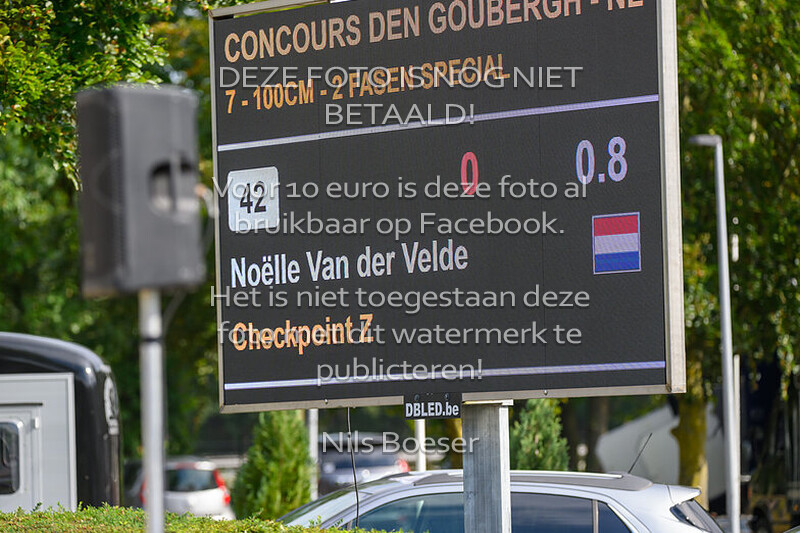 CONCOURS DEN GOUBERGH - NL
DEZE FOTO IS NOG NIET
7 - 100CM - 2 FASEN SPECIAL
BETAALD!
42
0
0.8
Voor 10 euro is deze foto al
bruikbaar op Facebook.
Noëlle Van der Velde
Het is niet toegestaan deze
foto met dit watermerk te
Checkpoint Z
publiceren!
DBLED.be
Nils Boeser